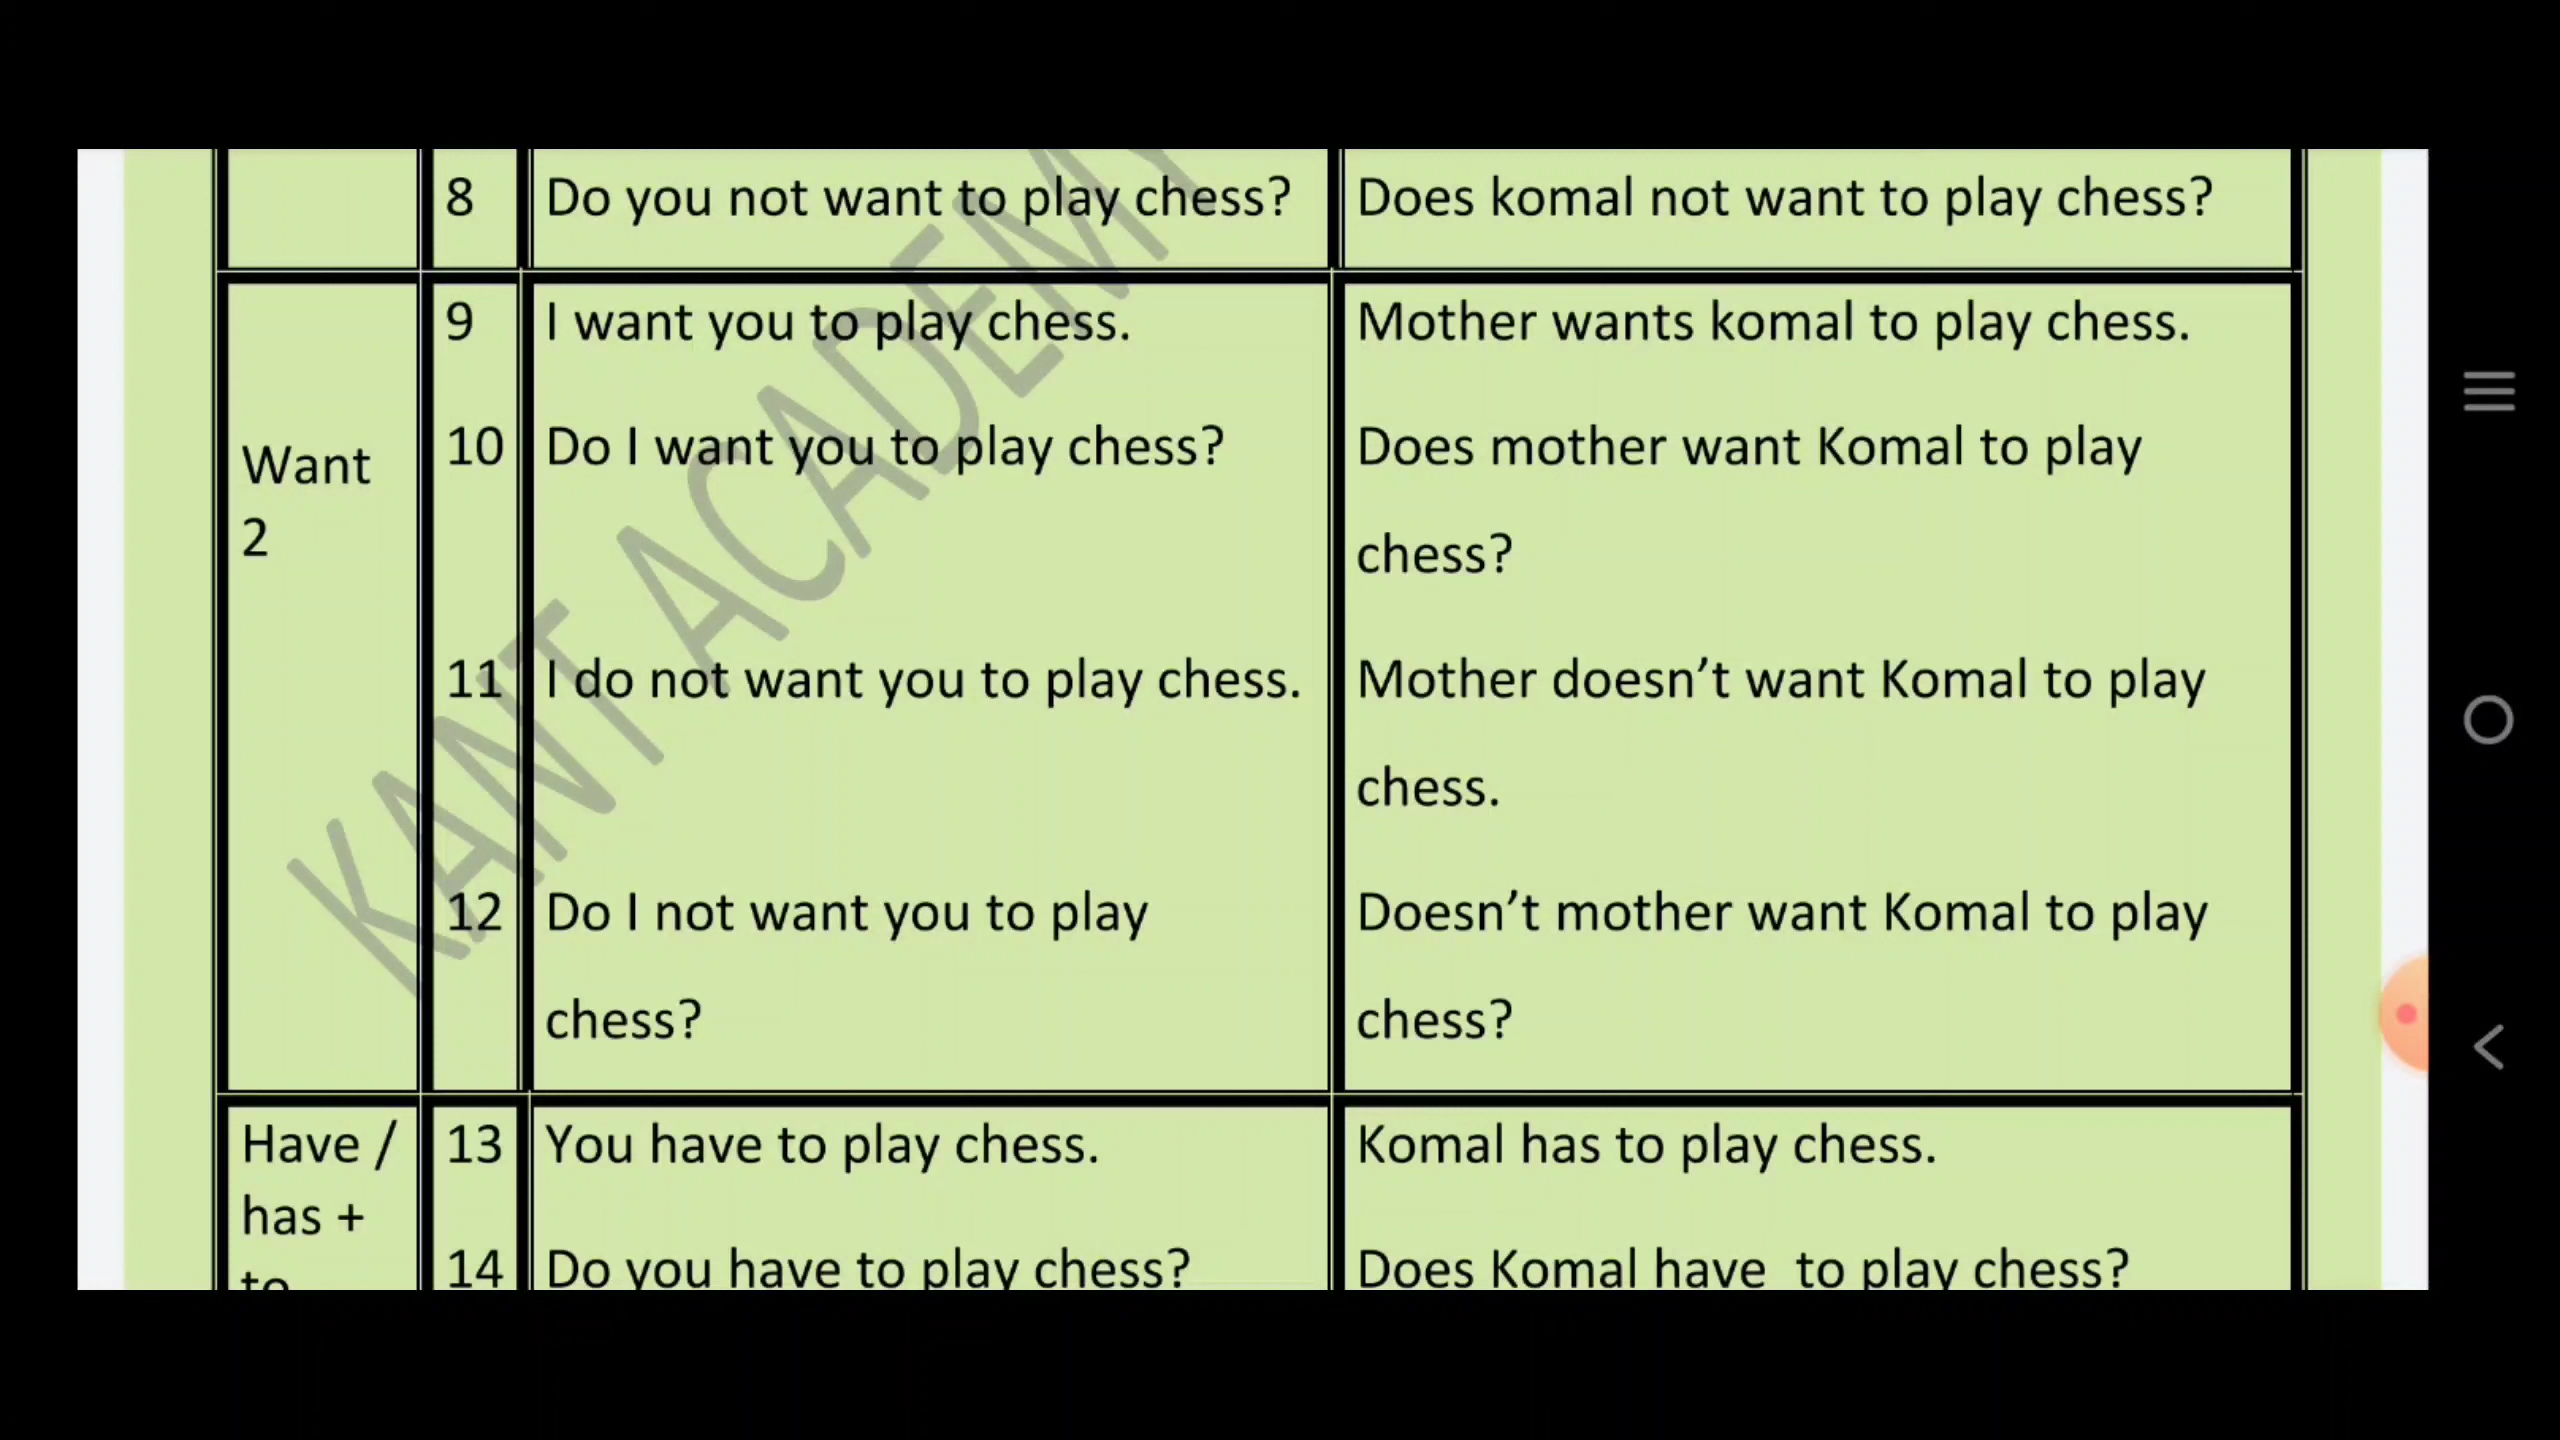 8 Do you not want to play chess? Does komal not want to play chess?
Want
2
9 I want you to play chess. Mother wants komal to play chess.
10 Do I want you to play chess? Does mother want Komal to play
chess?
11 I do not want you to play chess. Mother doesn’t want Komal to play
chess.
12 Do I not want you to play
chess?
Doesn’t mother want Komal to play
chess?
Have /
has +
to
13 You have to play chess. Komal has to play chess.
14 Do you have to play chess? Does Komal have  to play chess?
KANT ACADEMY